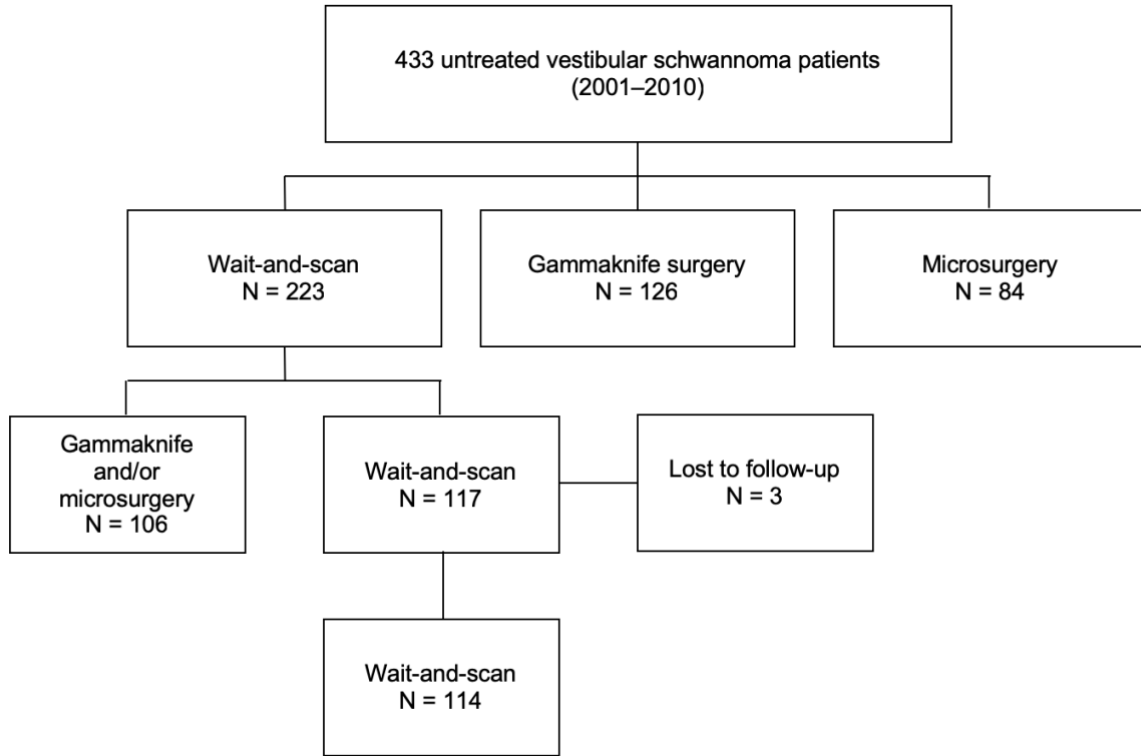 433 untreated vestibular schwannoma patients
(2001–2010)
Wait-and-scan
N = 223
Gammaknife surgery
N = 126
Microsurgery
N = 84
Gammaknife
and/or
microsurgery
N = 106
Wait-and-scan
N = 117
Lost to follow-up
N = 3
Wait-and-scan
N = 114